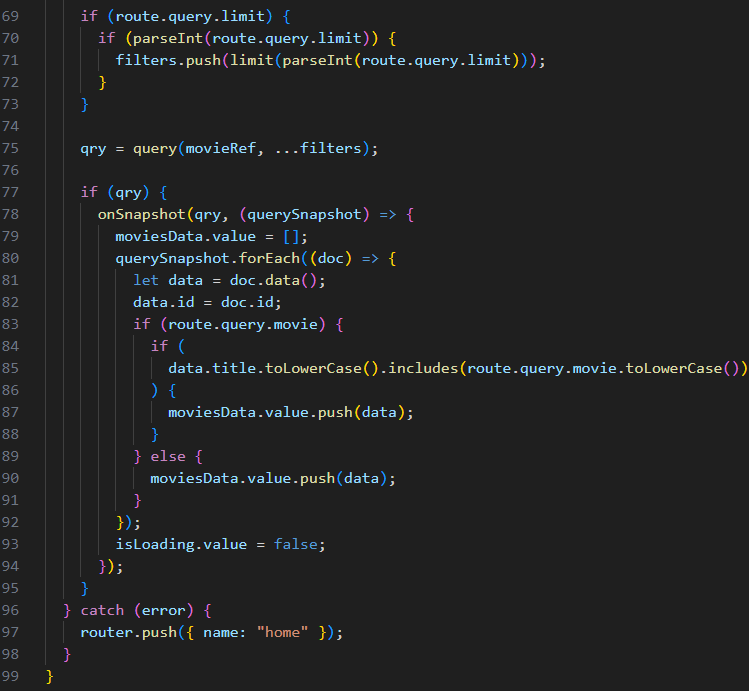 69 if (route.query.limit) {
70 if (parseInt(route.query.limit)) {
71 filters.push(limit(parseInt(route.query.limit)));
72 }
73 }
74
75 qry = query(movieRef, ...filters);
76
77 if (qry) {
78 onSnapshot(qry, (querySnapshot) => {
79 moviesData.value = [];
80 querySnapshot.forEach((doc) => {
81 let data = doc.data();
82 data.id = doc.id;
83 if (route.query.movie) {
84 if (
85 data.title.toLowerCase().includes(route.query.movie.toLowerCase())
86 ) {
87 moviesData.value.push(data);
88 }
89 } else {
90 moviesData.value.push(data);
91 }
92 });
93 isLoading.value = false;
94 });
95 }
96 } catch (error) {
97 router.push({ name: "home" });
98 }
99 }